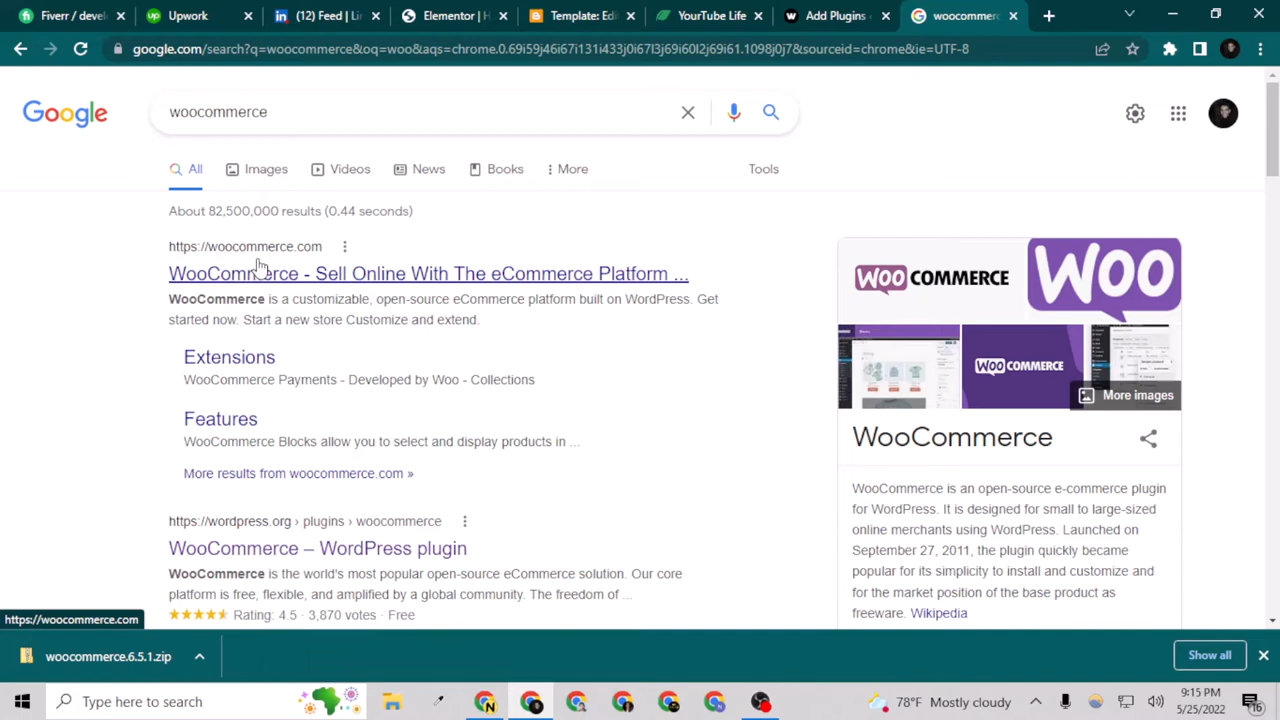 Fiverr / devel
Upwork
(12) Feed | Lin
Elementor | H
Template: Edi
YouTube Life
Add Plugins ‹
woocommerc
google.com/search?q=woocommerce&oq=woo&aqs=chrome.0.69i59j46i67i131i433j0i67l3j69i60l2j69i61.1098j0j7&sourceid=chrome&ie=UTF-8
Google
woocommerce
All
Images
Videos
News
Books
More
Tools
About 82,500,000 results (0.44 seconds)
https://woocommerce.com
WooCommerce - Sell Online With The eCommerce Platform ...
WooCommerce is a customizable, open-source eCommerce platform built on WordPress. Get
started now. Start a new store Customize and extend.
Extensions
WooCommerce Payments - Developed by Woo - Collections
Features
WooCommerce Blocks allow you to select and display products in ...
More results from woocommerce.com »
https://wordpress.org › plugins › woocommerce
WooCommerce – WordPress plugin
WooCommerce is the world's most popular open-source eCommerce solution. Our core
platform is free, flexible, and amplified by a global community. The freedom of ...
Rating: 4.5 · 3,870 votes · Free
WOO COMMERCE
WOO
WOO COMMERCE
More images
WooCommerce
WooCommerce is an open-source e-commerce plugin
for WordPress. It is designed for small to large-sized
online merchants using WordPress. Launched on
September 27, 2011, the plugin quickly became
popular for its simplicity to install and customize and
for the market position of the base product as
freeware. Wikipedia
https://woocommerce.com
woocommerce.6.5.1.zip
Show all
Type here to search
78°F Mostly cloudy
9:15 PM
5/25/2022
16